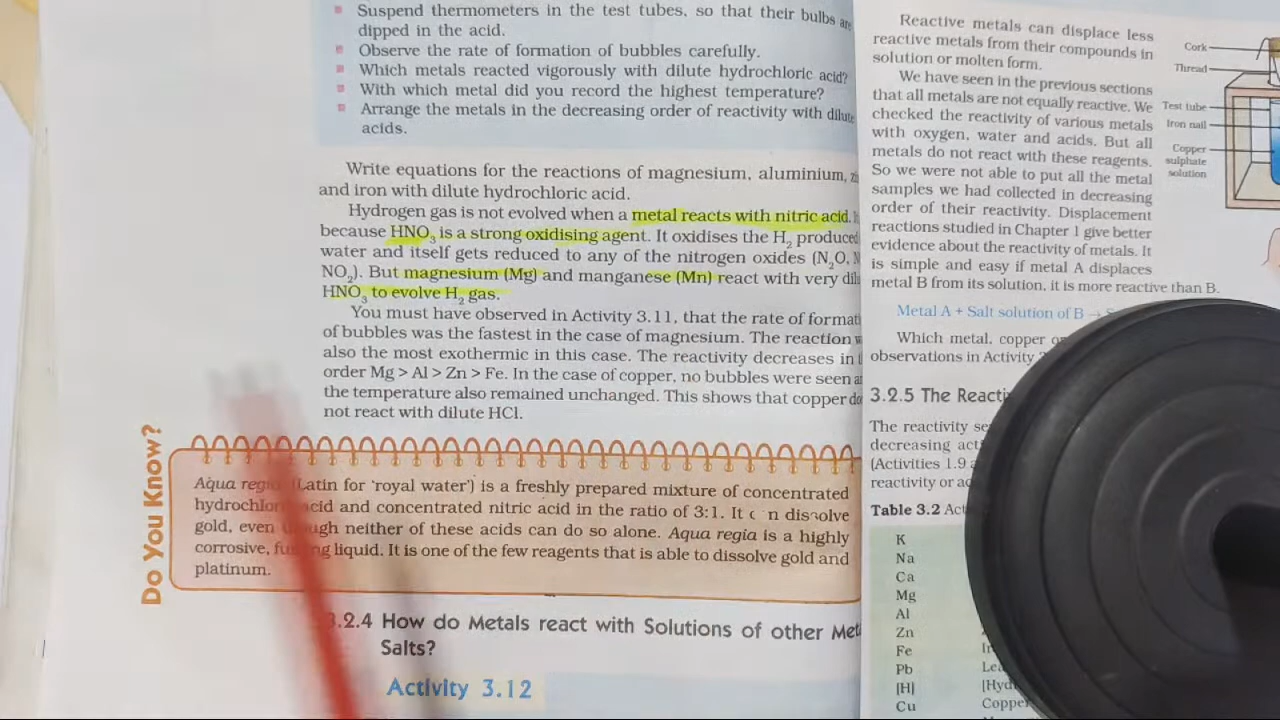 Suspend thermometers in the test tubes, so that their bulbs are
dipped in the acid.
Observe the rate of formation of bubbles carefully.
Which metals reacted vigorously with dilute hydrochloric acid?
With which metal did you record the highest temperature?
Arrange the metals in the decreasing order of reactivity with dilute
acids.
Write equations for the reactions of magnesium, aluminium,
and iron with dilute hydrochloric acid.
Hydrogen gas is not evolved when a metal reacts with nitric acid.
because HNO₃ is a strong oxidising agent. It oxidises the H₂ produced
water and itself gets reduced to any of the nitrogen oxides (N₂O,
NO₂). But magnesium (Mg) and manganese (Mn) react with very
HNO₃ to evolve H₂ gas.
You must have observed in Activity 3.11, that the rate of
of bubbles was the fastest in the case of magnesium. The reaction
also the most exothermic in this case. The reactivity decreases in
order Mg > Al > Zn > Fe. In the case of copper, no bubbles were seen
the temperature also remained unchanged. This shows that copper
not react with dilute HCl.
Do You Know?
Aqua (Latin for 'royal water') is a freshly prepared mixture of concentrated
acid and concentrated nitric acid in the ratio of 3:1. It dissolve
gold, even neither of these acids can do so alone. Aqua regia is a highly
corrosive, liquid. It is one of the few reagents that is able to dissolve gold and
platinum.
3.2.4 How do Metals react with Solutions of other
Salts?
Activity 3.12
Reactive metals can displace less
reactive metals from their compounds in
solution or molten form.
We have seen in the previous sections
that all metals are not equally reactive. We
checked the reactivity of various metals
with oxygen, water and acids. But all
metals do not react with these reagents.
So we were not able to put all the metal
samples we had collected in decreasing
order of their reactivity. Displacement
reactions studied in Chapter 1 give better
evidence about the reactivity of metals. It
is simple and easy if metal A displaces
metal B from its solution, it is more reactive than B.
Cork
Thread
Test tube
Iron nail
Copper
sulphate
solution
Metal A + Salt solution of B →
Which metal, copper
observations in Activity
3.2.5 The
The reactivity
decreasing
(Activities 1.9
reactivity or
Table 3.2
K
Na
Ca
Mg
Al
Zn
Fe
Pb
[H]
Cu Copper